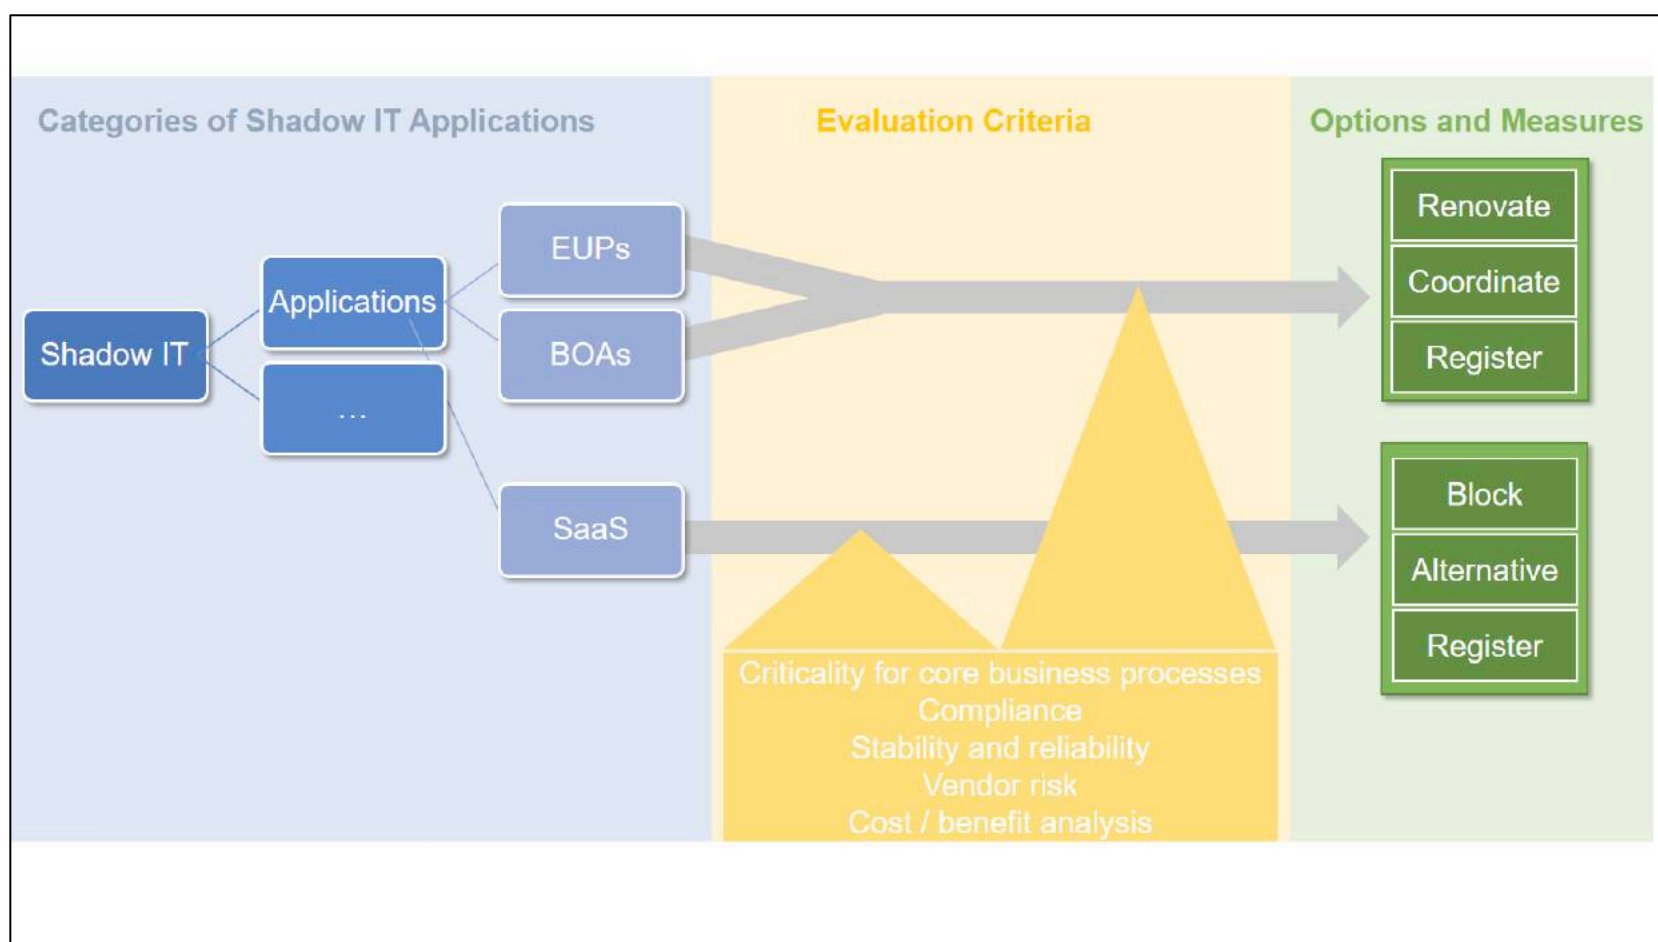 Categories of Shadow IT Applications
Evaluation Criteria
Options and Measures
Shadow IT
Applications
...
EUPs
BOAs
SaaS
Criticality for core business processes
Compliance
Stability and reliability
Vendor risk
Cost / benefit analysis
Renovate
Coordinate
Register
Block
Alternative
Register